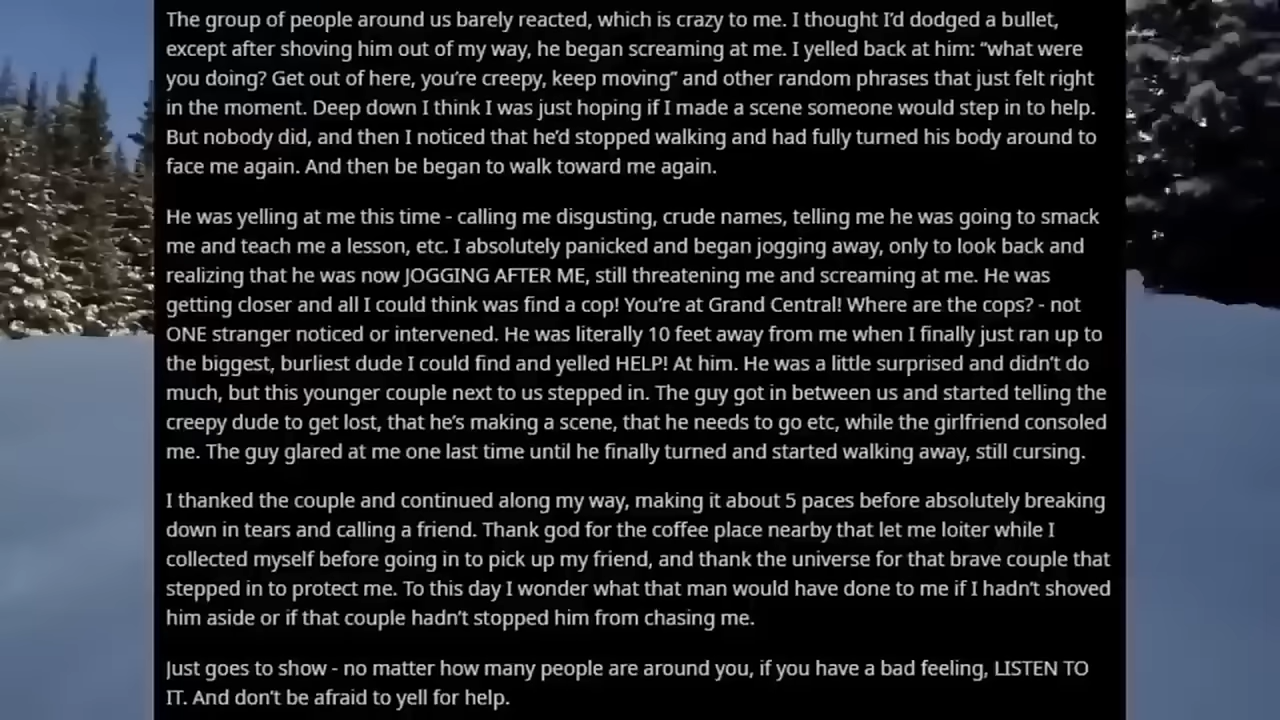 The group of people around us barely reacted, which is crazy to me. I thought I’d dodged a bullet,
except after shoving him out of my way, he began screaming at me. I yelled back at him: “what were
you doing? Get out of here, you’re creepy, keep moving” and other random phrases that just felt right
in the moment. Deep down I think I was just hoping if I made a scene someone would step in to help.
But nobody did, and then I noticed that he’d stopped walking and had fully turned his body around to
face me again. And then be began to walk toward me again.
He was yelling at me this time - calling me disgusting, crude names, telling me he was going to smack
me and teach me a lesson, etc. I absolutely panicked and began jogging away, only to look back and
realizing that he was now JOGGING AFTER ME, still threatening me and screaming at me. He was
getting closer and all I could think was find a cop! You’re at Grand Central! Where are the cops? - not
ONE stranger noticed or intervened. He was literally 10 feet away from me when I finally just ran up to
the biggest, burliest dude I could find and yelled HELP! At him. He was a little surprised and didn’t do
much, but this younger couple next to us stepped in. The guy got in between us and started telling the
creepy dude to get lost, that he’s making a scene, that he needs to go etc, while the girlfriend consoled
me. The guy glared at me one last time until he finally turned and started walking away, still cursing.
I thanked the couple and continued along my way, making it about 5 paces before absolutely breaking
down in tears and calling a friend. Thank god for the coffee place nearby that let me loiter while I
collected myself before going in to pick up my friend, and thank the universe for that brave couple that
stepped in to protect me. To this day I wonder what that man would have done to me if I hadn’t shoved
him aside or if that couple hadn’t stopped him from chasing me.
Just goes to show - no matter how many people are around you, if you have a bad feeling, LISTEN TO
IT. And don’t be afraid to yell for help.